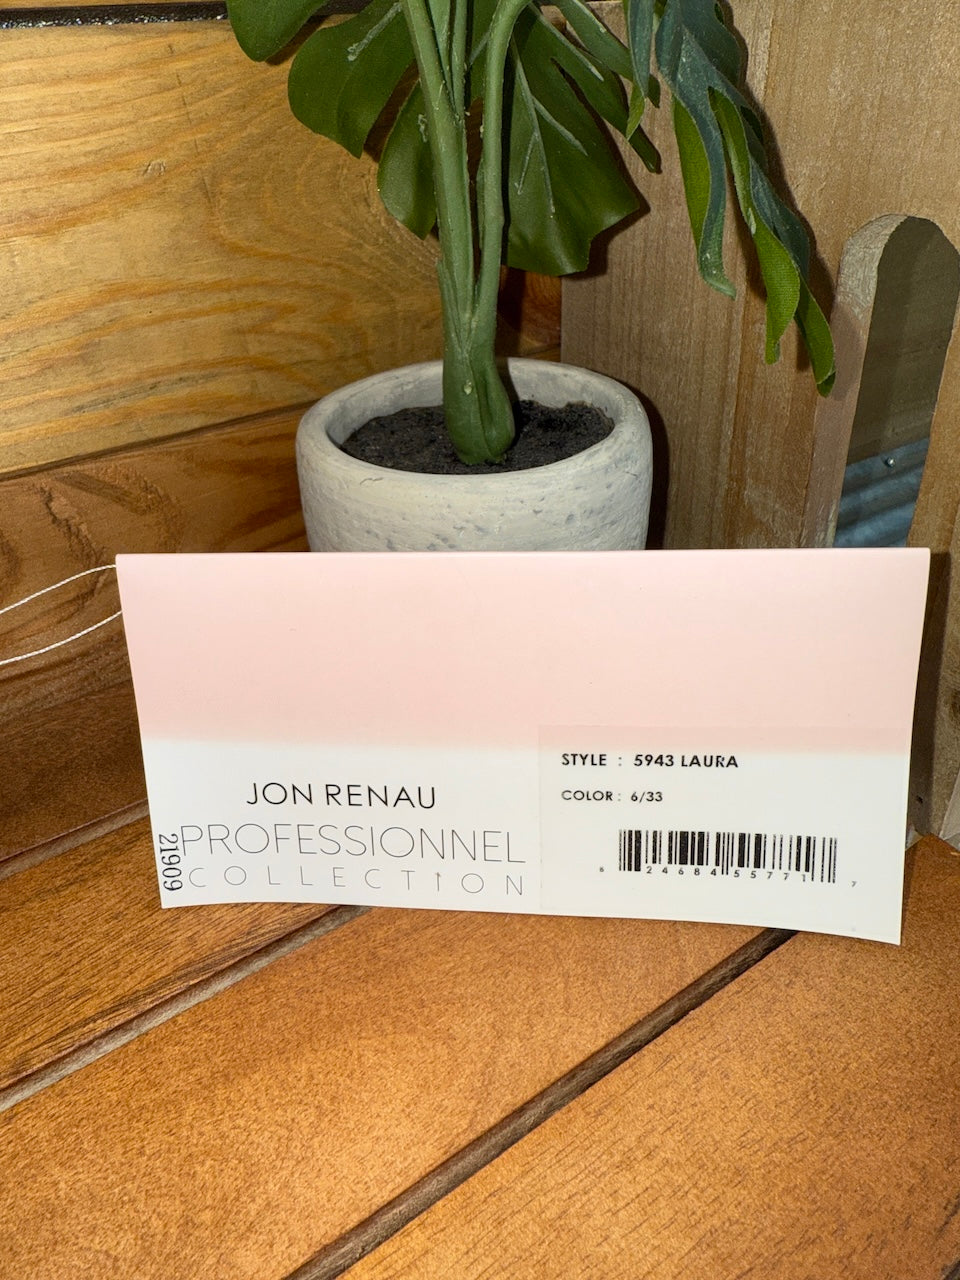 JON RENAU
PROFESSIONNEL
COLLECTION
21909
STYLE : 5943 LAURA
COLOR : 6/33
6 24684 55771 7